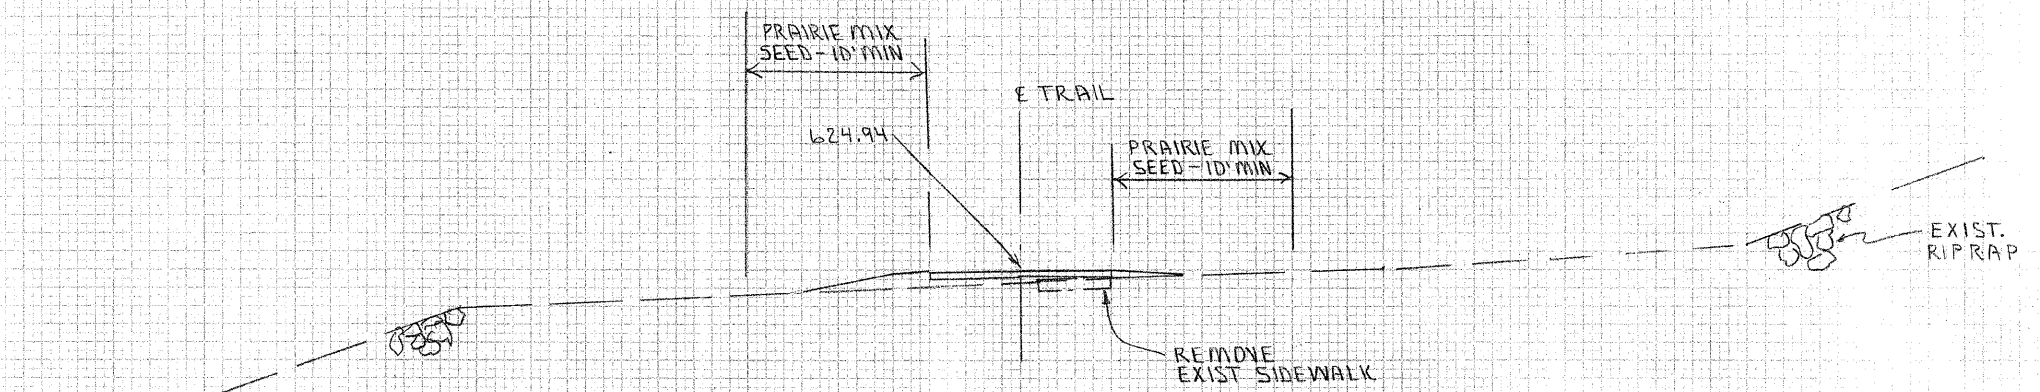 PRAIRIE MIX
SEED-10' MIN
℄ TRAIL
624.94
PRAIRIE MIX
SEED-10' MIN
EXIST.
RIPRAP
REMOVE
EXIST SIDEWALK